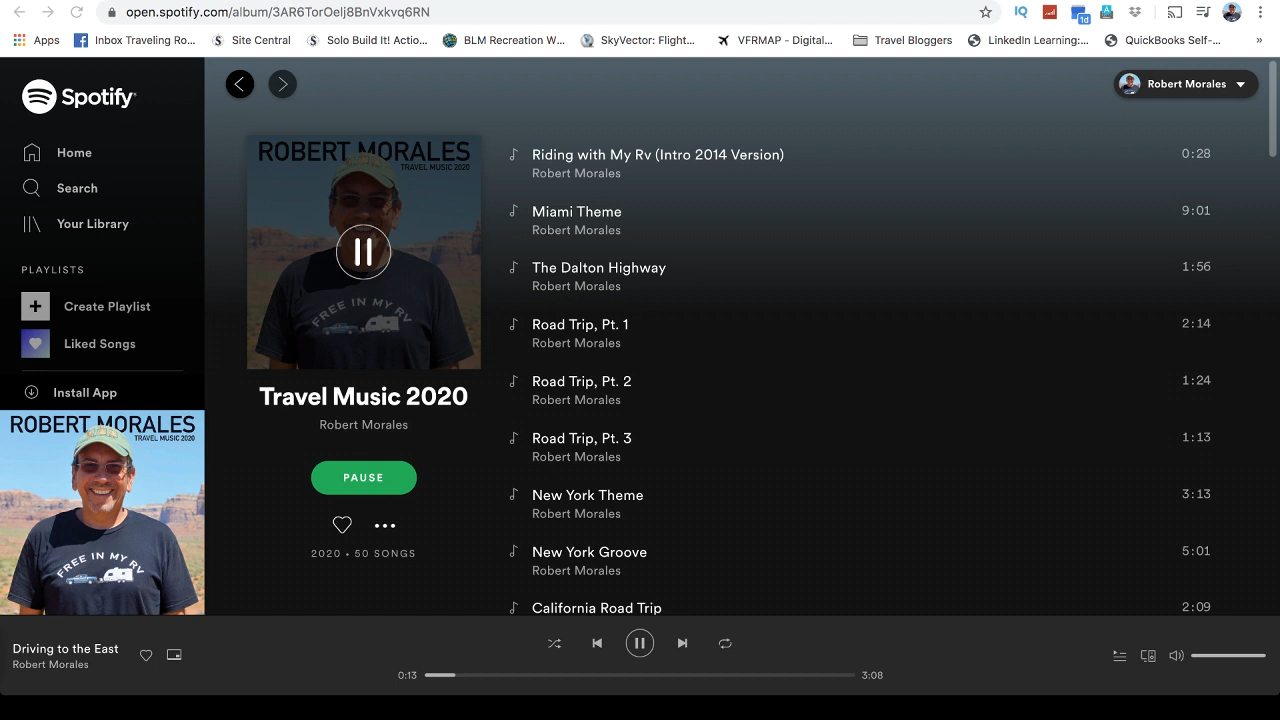 open.spotify.com/album/3AR6TorOelj8BnVxkvq6RN
Apps
Inbox Traveling Ro...
Site Central
Solo Build It! Actio...
BLM Recreation W...
SkyVector: Flight...
VFRMAP - Digital...
Travel Bloggers
LinkedIn Learning:...
QuickBooks Self-...
»
Spotify
Home
Search
Your Library
PLAYLISTS
Create Playlist
Liked Songs
Install App
ROBERT MORALES
TRAVEL MUSIC 2020
FREE IN MY RV
Robert Morales
ROBERT MORALES
TRAVEL MUSIC 2020
FREE IN MY RV
Travel Music 2020
Robert Morales
PAUSE
2020 • 50 SONGS
Riding with My Rv (Intro 2014 Version) 0:28
Robert Morales
Miami Theme 9:01
Robert Morales
The Dalton Highway 1:56
Robert Morales
Road Trip, Pt. 1 2:14
Robert Morales
Road Trip, Pt. 2 1:24
Robert Morales
Road Trip, Pt. 3 1:13
Robert Morales
New York Theme 3:13
Robert Morales
New York Groove 5:01
Robert Morales
California Road Trip 2:09
Driving to the East
Robert Morales
0:13
3:08
IQ
1d